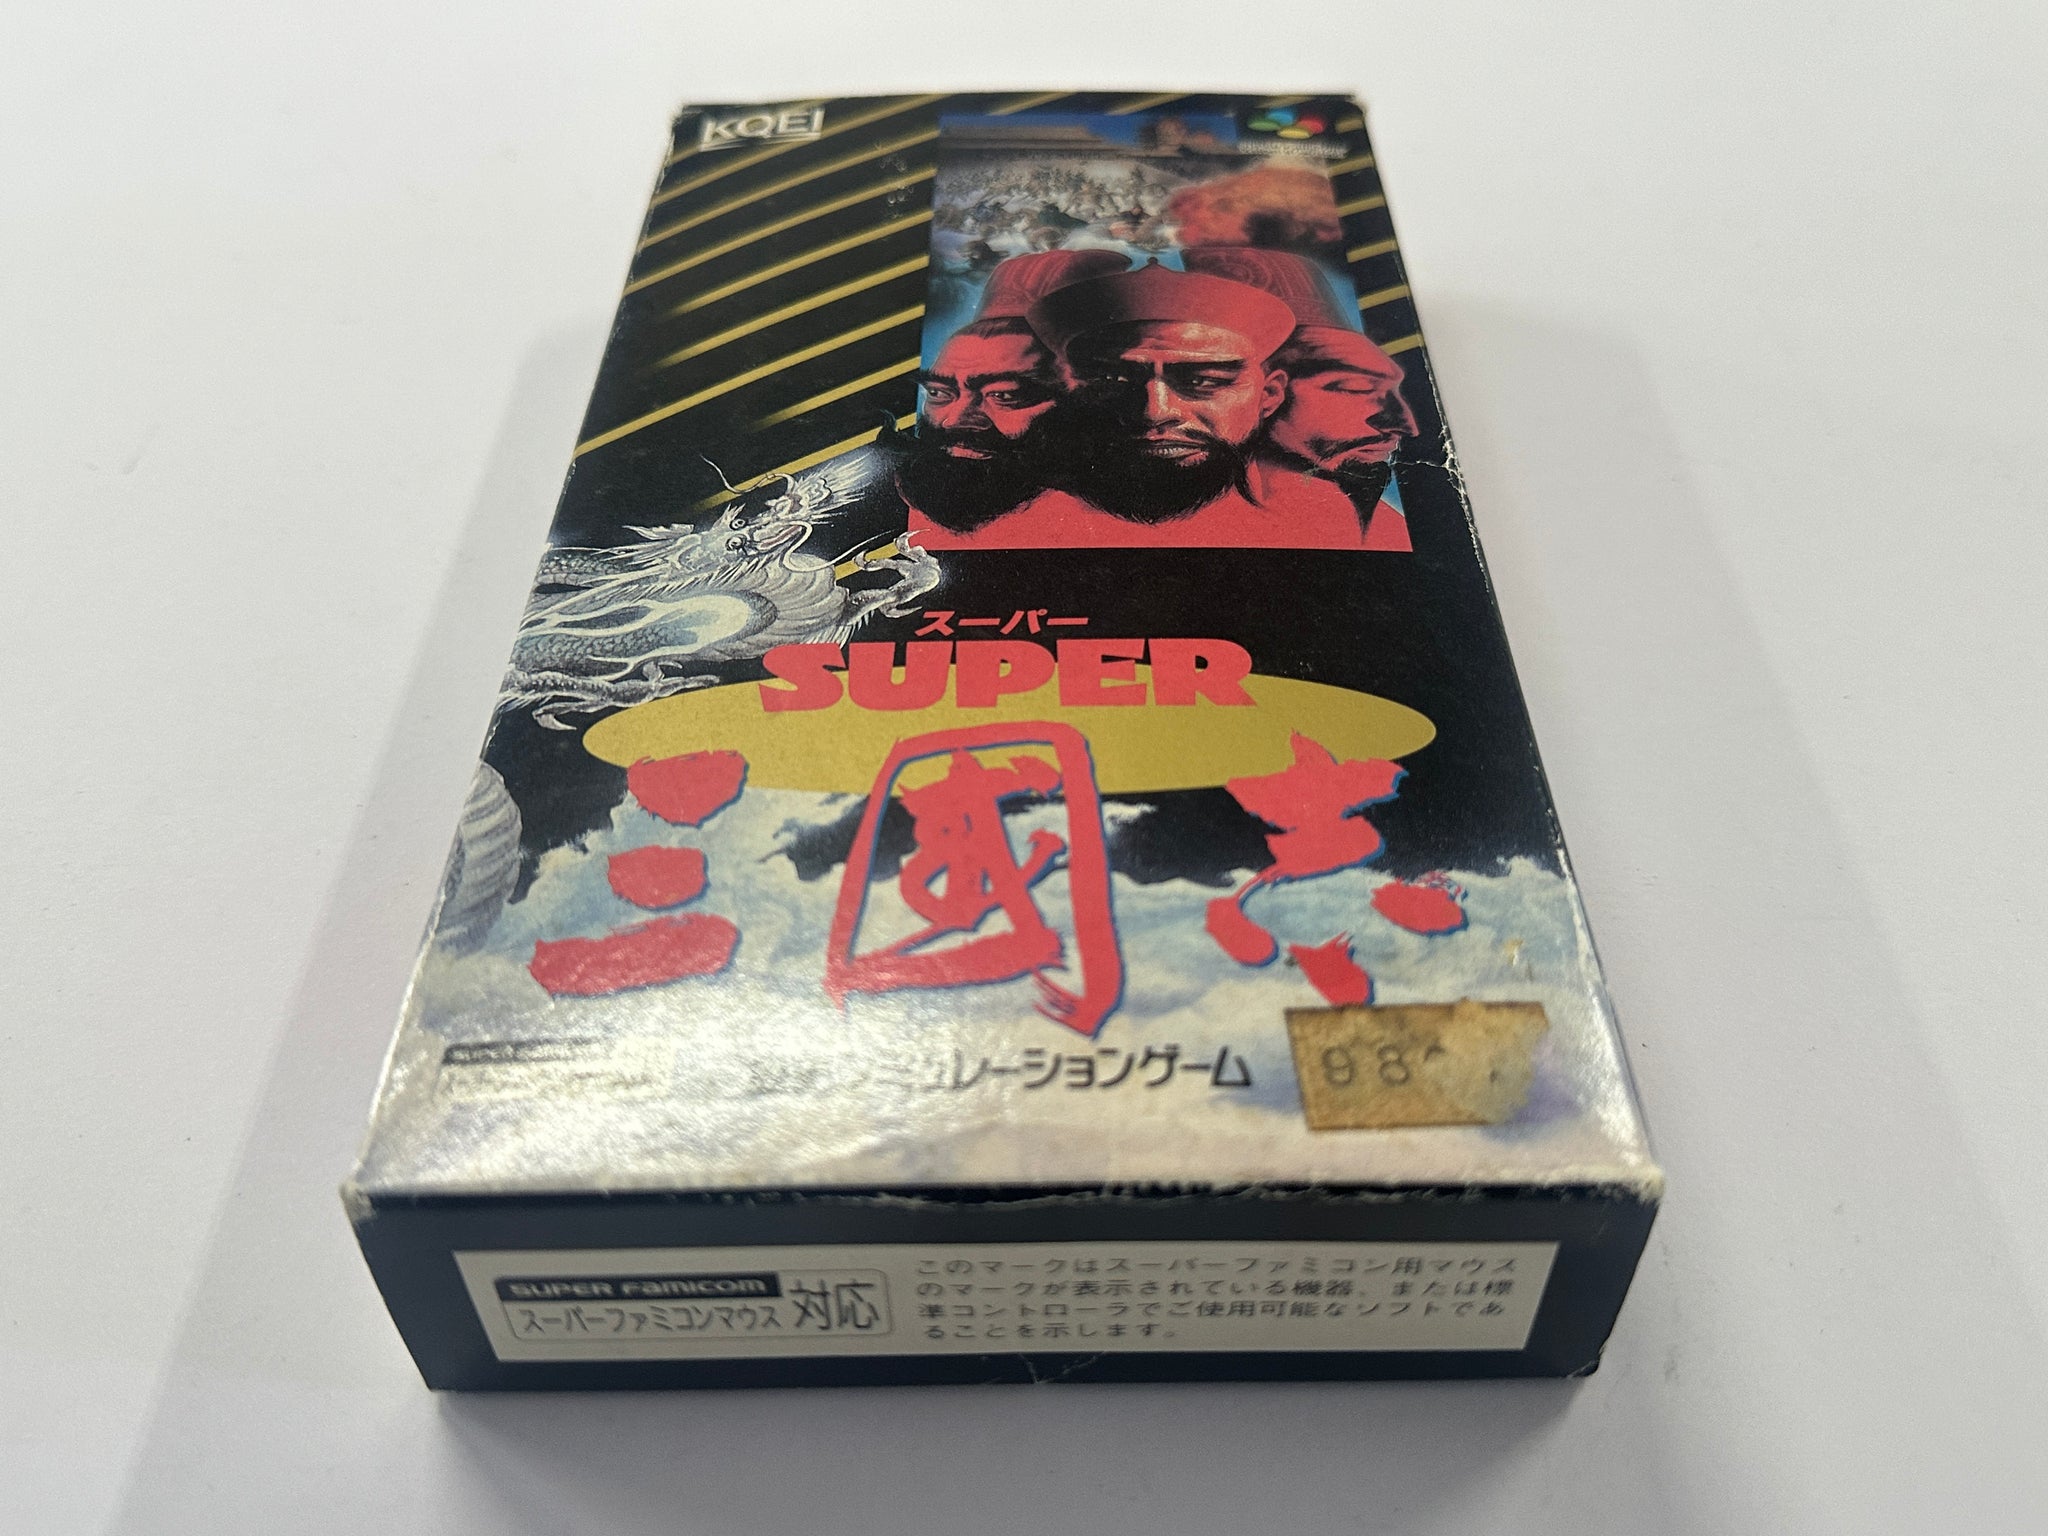 KOEI
スーパー
SUPER
三國志
シミュレーションゲーム
98
SUPER FAMICOM
スーパーファミコンマウス 対応
このマークはスーパーファミコン用マウス
のマークが表示されている機器、または標
準コントローラでご使用可能なソフトであ
ることを示します。